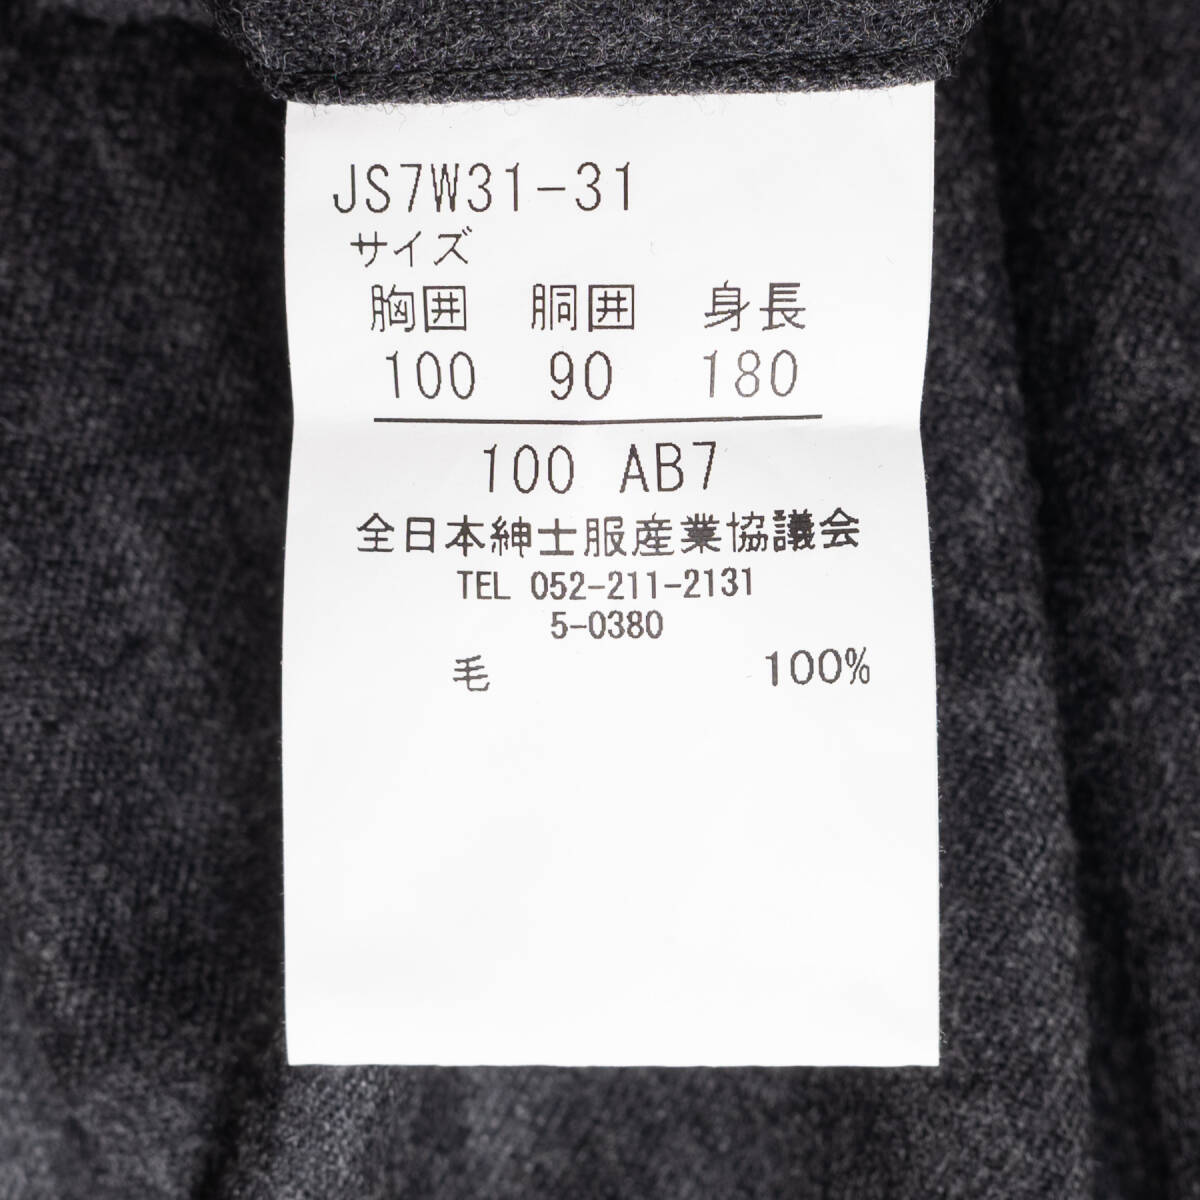 JS7W31-31
サイズ
胸囲 胴囲 身長
100 90 180
100 AB7
全日本紳士服産業協議会
TEL 052-211-2131
5-0380
毛 100%